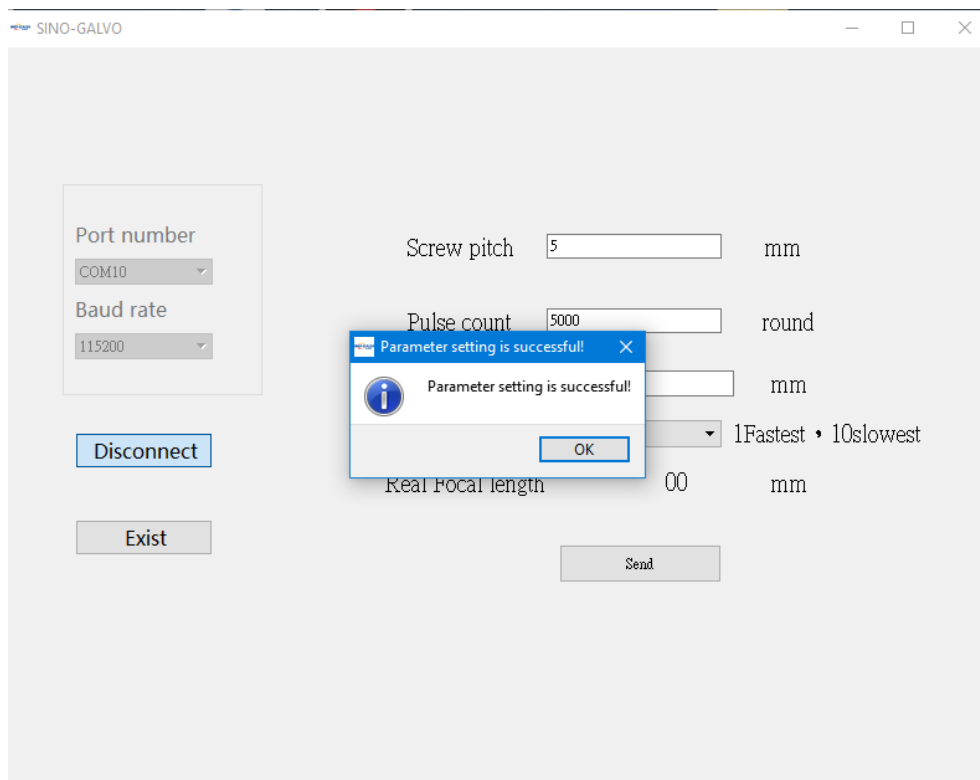 SINO-GALVO
Port number
COM10
Baud rate
115200
Disconnect
Exist
Screw pitch 5 mm
Pulse count 5000 round
mm
1Fastest，10slowest
Real Focal length 00 mm
Send
Parameter setting is successful!
Parameter setting is successful!
OK